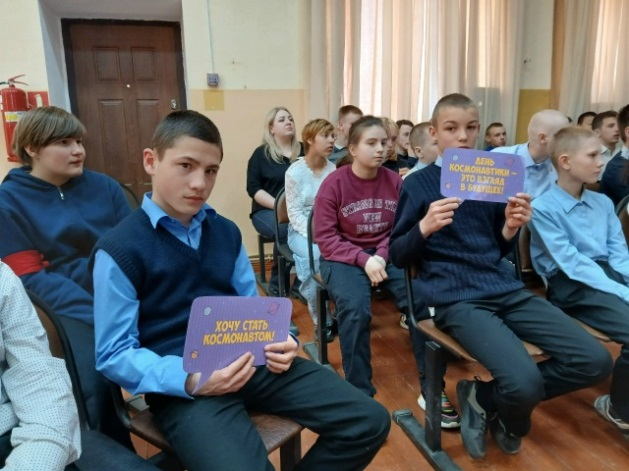 ХОЧУ СТАТЬ
КОСМОНАВТОМ!
ДЕНЬ
КОСМОНАВТИКИ –
ЭТО ВЗГЛЯД
В БУДУЩЕЕ!